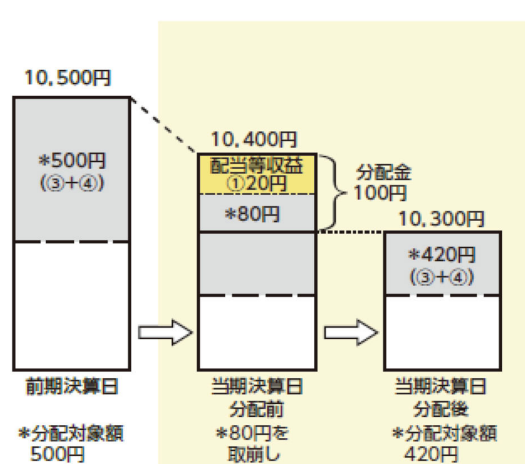 10,500円
*500円
(③+④)
前期決算日
*分配対象額
500円
10,400円
配当等収益
①20円
*80円
分配金
100円
当期決算日
分配前
*80円を
取崩し
10,300円
*420円
(③+④)
当期決算日
分配後
*分配対象額
420円